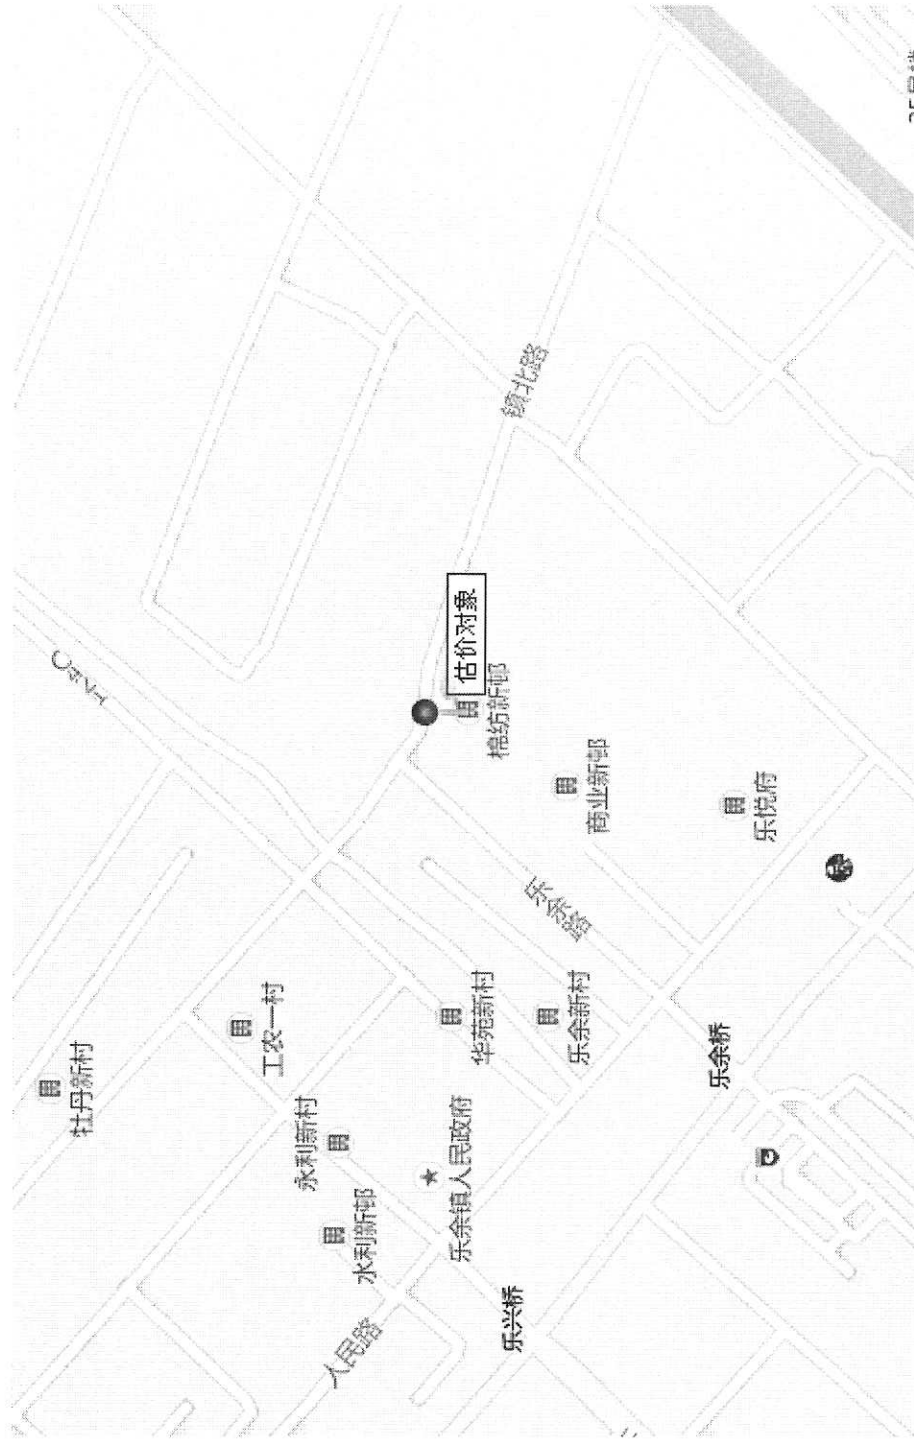 牡丹新村
工农一村
永利新村
人民路
水利新邨
乐余镇人民政府
估价对象
华苑新村
棉纺新邨
乐兴桥
镇北路
乐余路
乐余新村
商业新邨
乐余桥
乐悦府